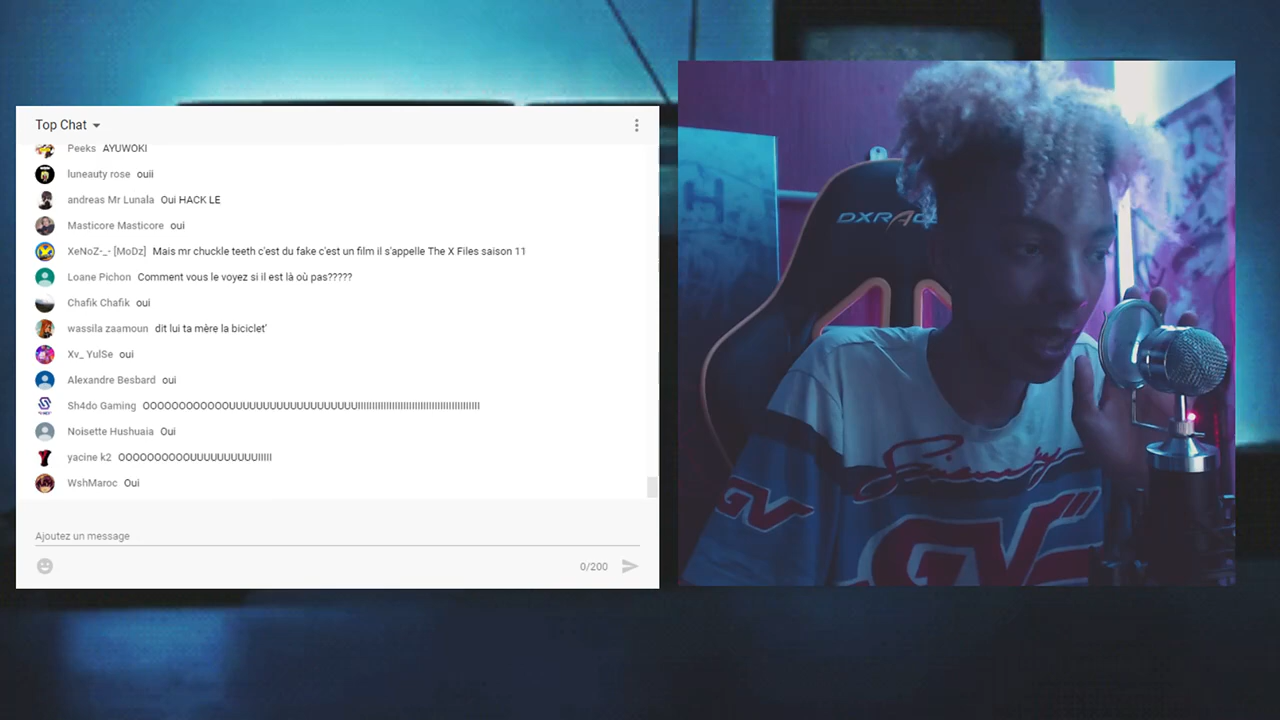 Top Chat
Peeks AYUWOKI
luneauty rose ouii
andreas Mr Lunala Oui HACK LE
Masticore Masticore oui
XeNoZ-_- [MoDz] Mais mr chuckle teeth c'est du fake c'est un film il s'appelle The X Files saison 11
Loane Pichon Comment vous le voyez si il est là où pas?????
Chafik Chafik oui
wassila zaamoun dit lui ta mère la biciclet'
Xv_ YulSe oui
Alexandre Besbard oui
Sh4do Gaming OOOOOOOOOOOOUUUUUUUUUUUUUUUUUUUIIIIIIIIIIIIIIIIIIIIIIIIIIIIIIIIIIIIIIIIIII
Noisette Hushuaia Oui
yacine k2 OOOOOOOOOOUUUUUUUUUUIIIII
WshMaroc Oui
Ajoutez un message
0/200
H
DXRACE
GV
GV